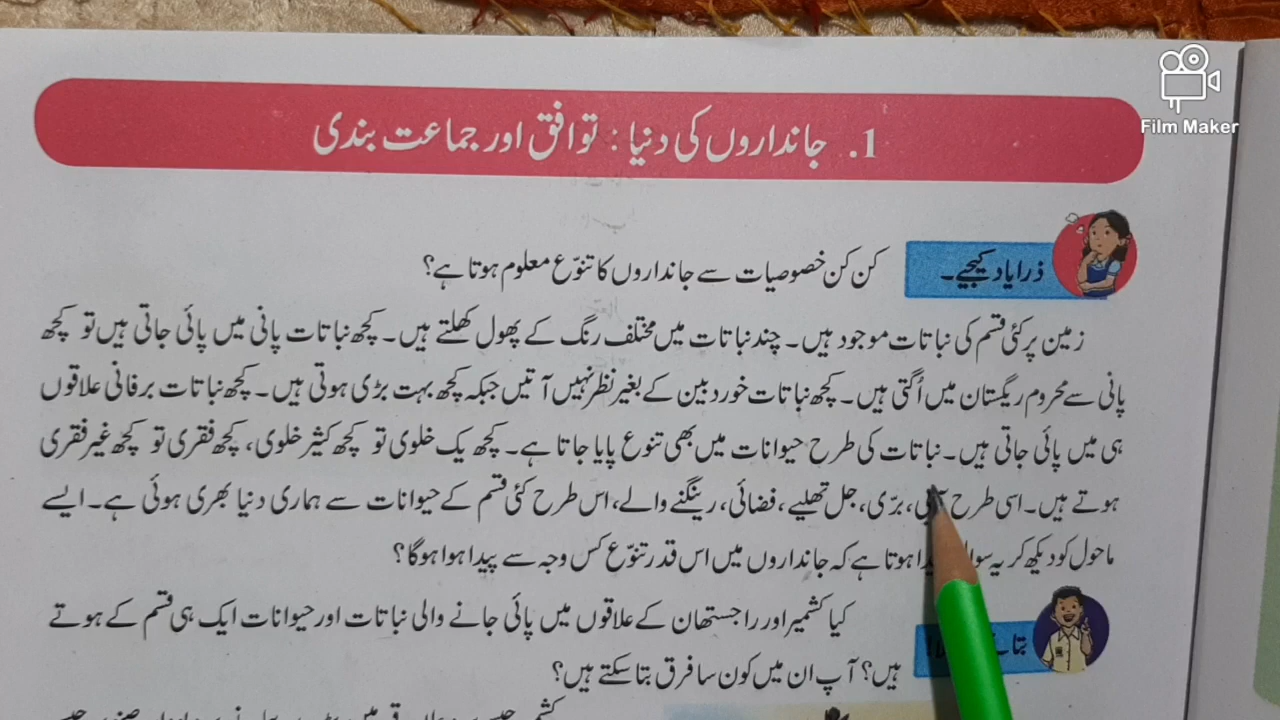 1. جانداروں کی دنیا : توافق اور جماعت بندی
Film Maker
ذرا یاد کیجیے۔ کن کن خصوصیات سے جانداروں کا تنوّع معلوم ہوتا ہے؟
زمین پر کئی قسم کی نباتات موجود ہیں۔ چند نباتات میں مختلف رنگ کے پھول کھلتے ہیں۔ کچھ نباتات پانی میں پائی جاتی ہیں تو کچھ
پانی سے محروم ریگستان میں اُگتی ہیں۔ کچھ نباتات خوردبین کے بغیر نظر نہیں آتیں جبکہ کچھ بہت بڑی ہوتی ہیں۔ کچھ نباتات برفانی علاقوں
ہی میں پائی جاتی ہیں۔ نباتات کی طرح حیوانات میں بھی تنوع پایا جاتا ہے۔ کچھ یک خلوی تو کچھ کثیر خلوی، کچھ فقری تو کچھ غیر فقری
ہوتے ہیں۔ اسی طرح آبی، برّی، جل تھلیے، فضائی، رینگنے والے، اس طرح کئی قسم کے حیوانات سے ہماری دنیا بھری ہوئی ہے۔ ایسے
ماحول کو دیکھ کر یہ سوال پیدا ہوتا ہے کہ جانداروں میں اس قدر تنوّع کس وجہ سے پیدا ہوا ہوگا؟
کیا کشمیر اور راجستھان کے علاقوں میں پائی جانے والی نباتات اور حیوانات ایک ہی قسم کے ہوتے
ہیں؟ آپ ان میں کون سا فرق بتا سکتے ہیں؟